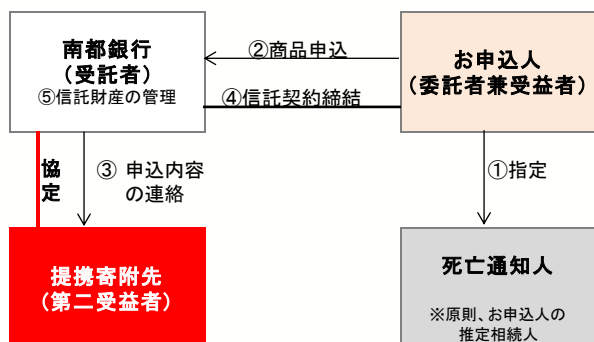 南都銀行
(受託者)
⑤信託財産の管理
②商品申込
④信託契約締結
お申込人
(委託者兼受益者)
協定
③ 申込内容
の連絡
①指定
提携寄附先
(第二受益者)
死亡通知人
※原則、お申込人の
推定相続人